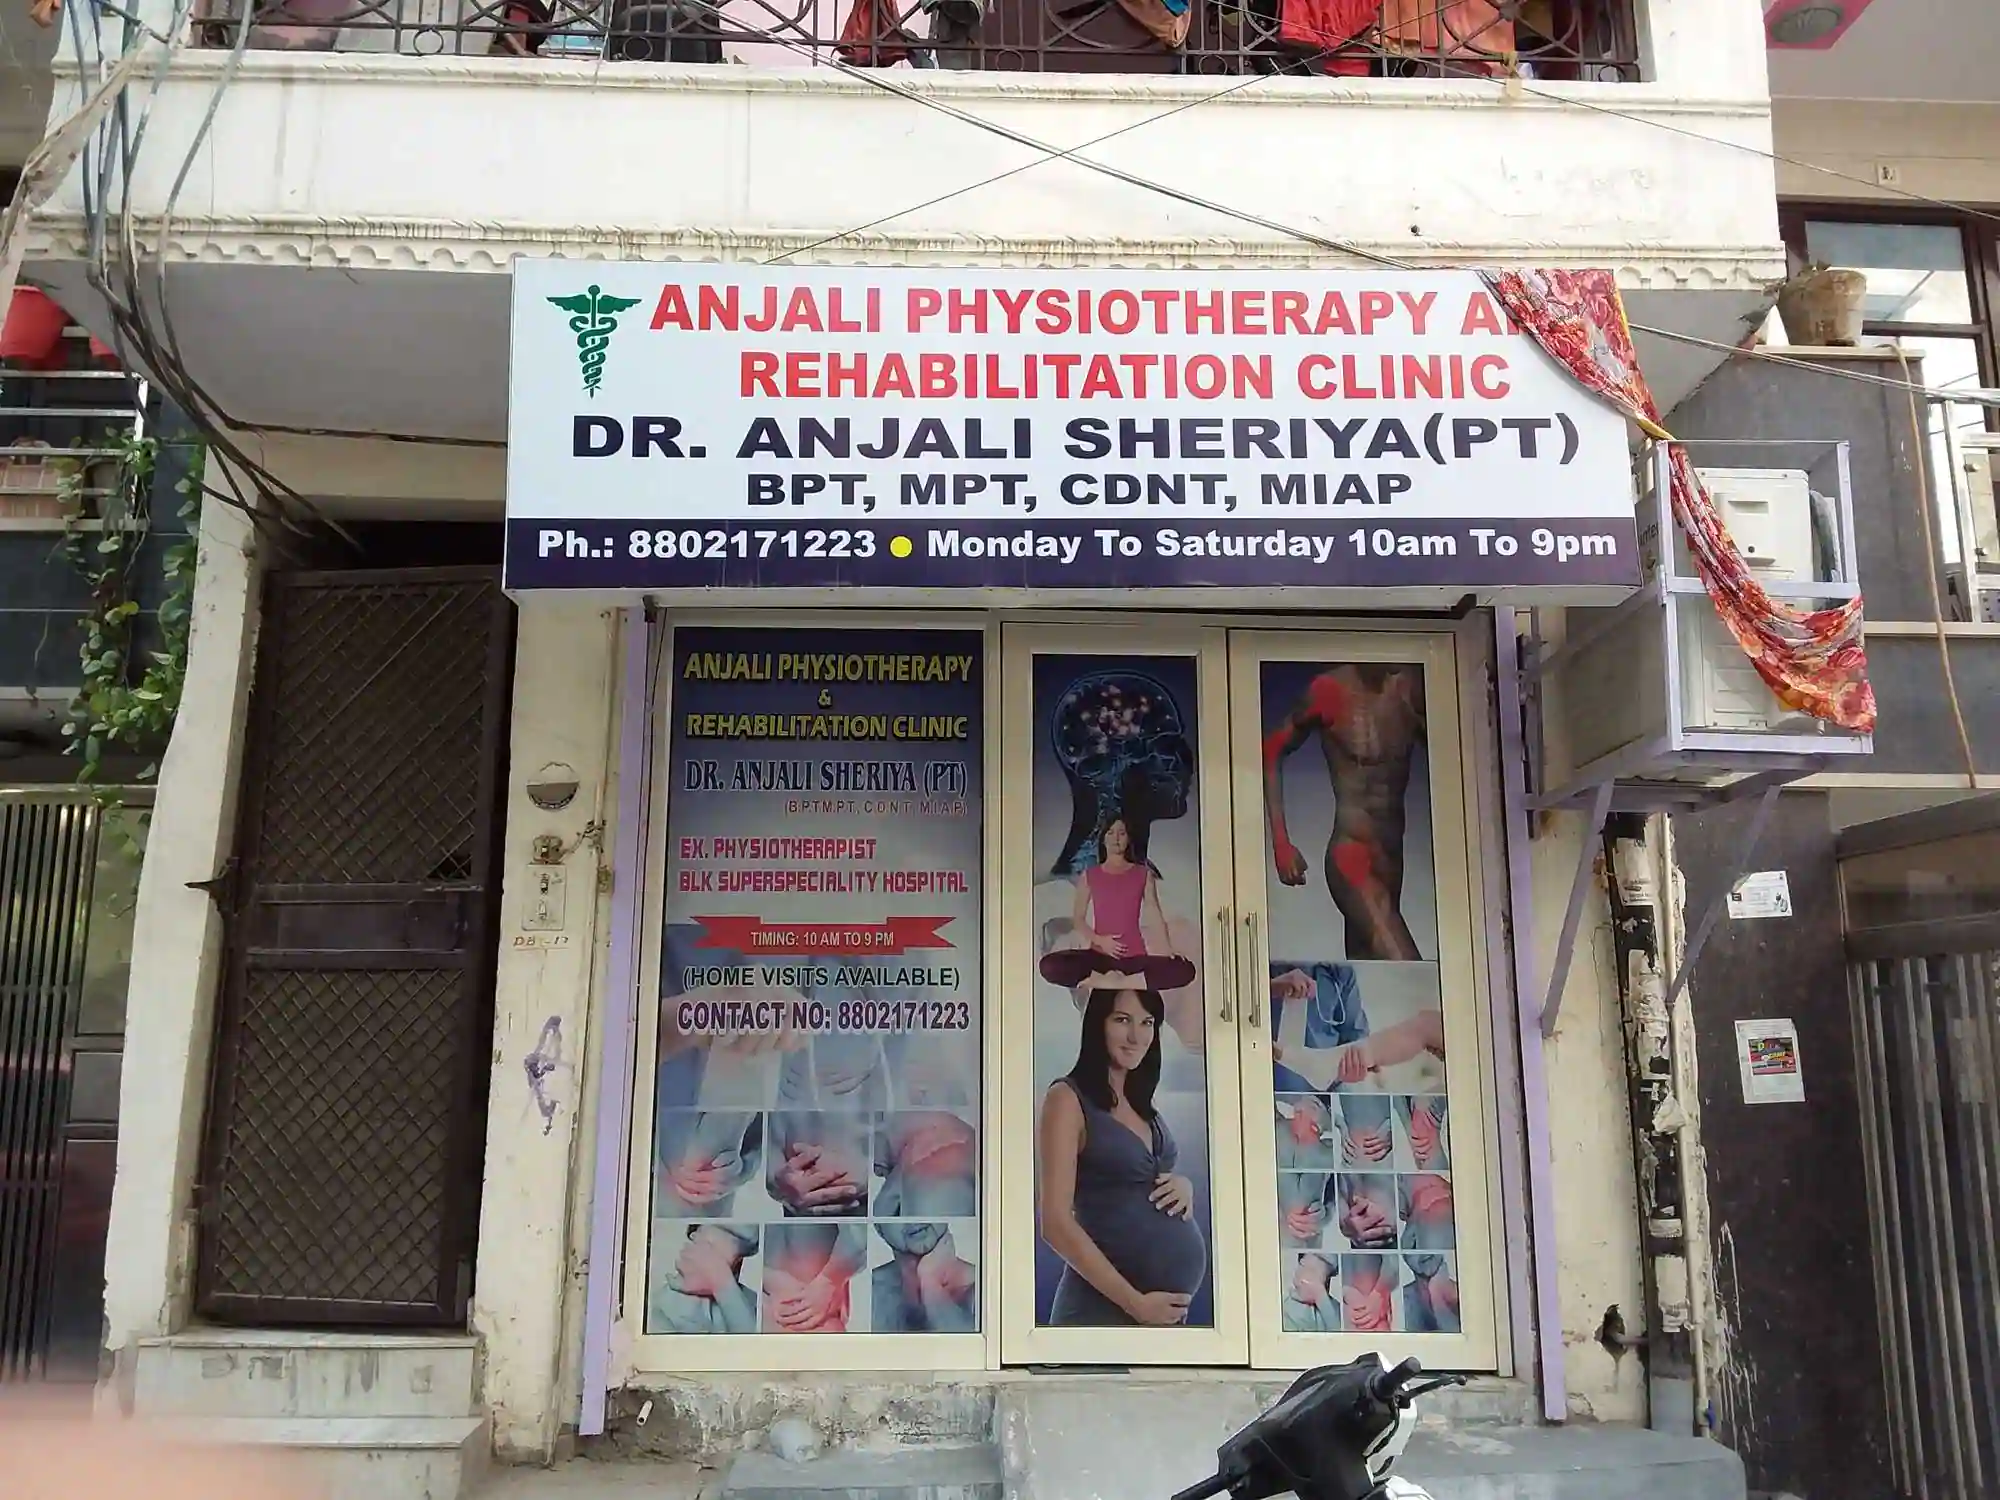 ANJALI PHYSIOTHERAPY
REHABILITATION CLINIC
DR. ANJALI SHERIYA(PT)
BPT, MPT, CDNT, MIAP
Ph.: 8802171223 ● Monday To Saturday 10am To 9pm
ANJALI PHYSIOTHERAPY
&
REHABILITATION CLINIC
DR. ANJALI SHERIYA (PT)
(B.P.T,M.P.T, C.D.N.T, M.I.A.P)
EX. PHYSIOTHERAPIST
BLK SUPERSPECIALITY HOSPITAL
TIMING: 10 AM TO 9 PM
(HOME VISITS AVAILABLE)
CONTACT NO: 8802171223